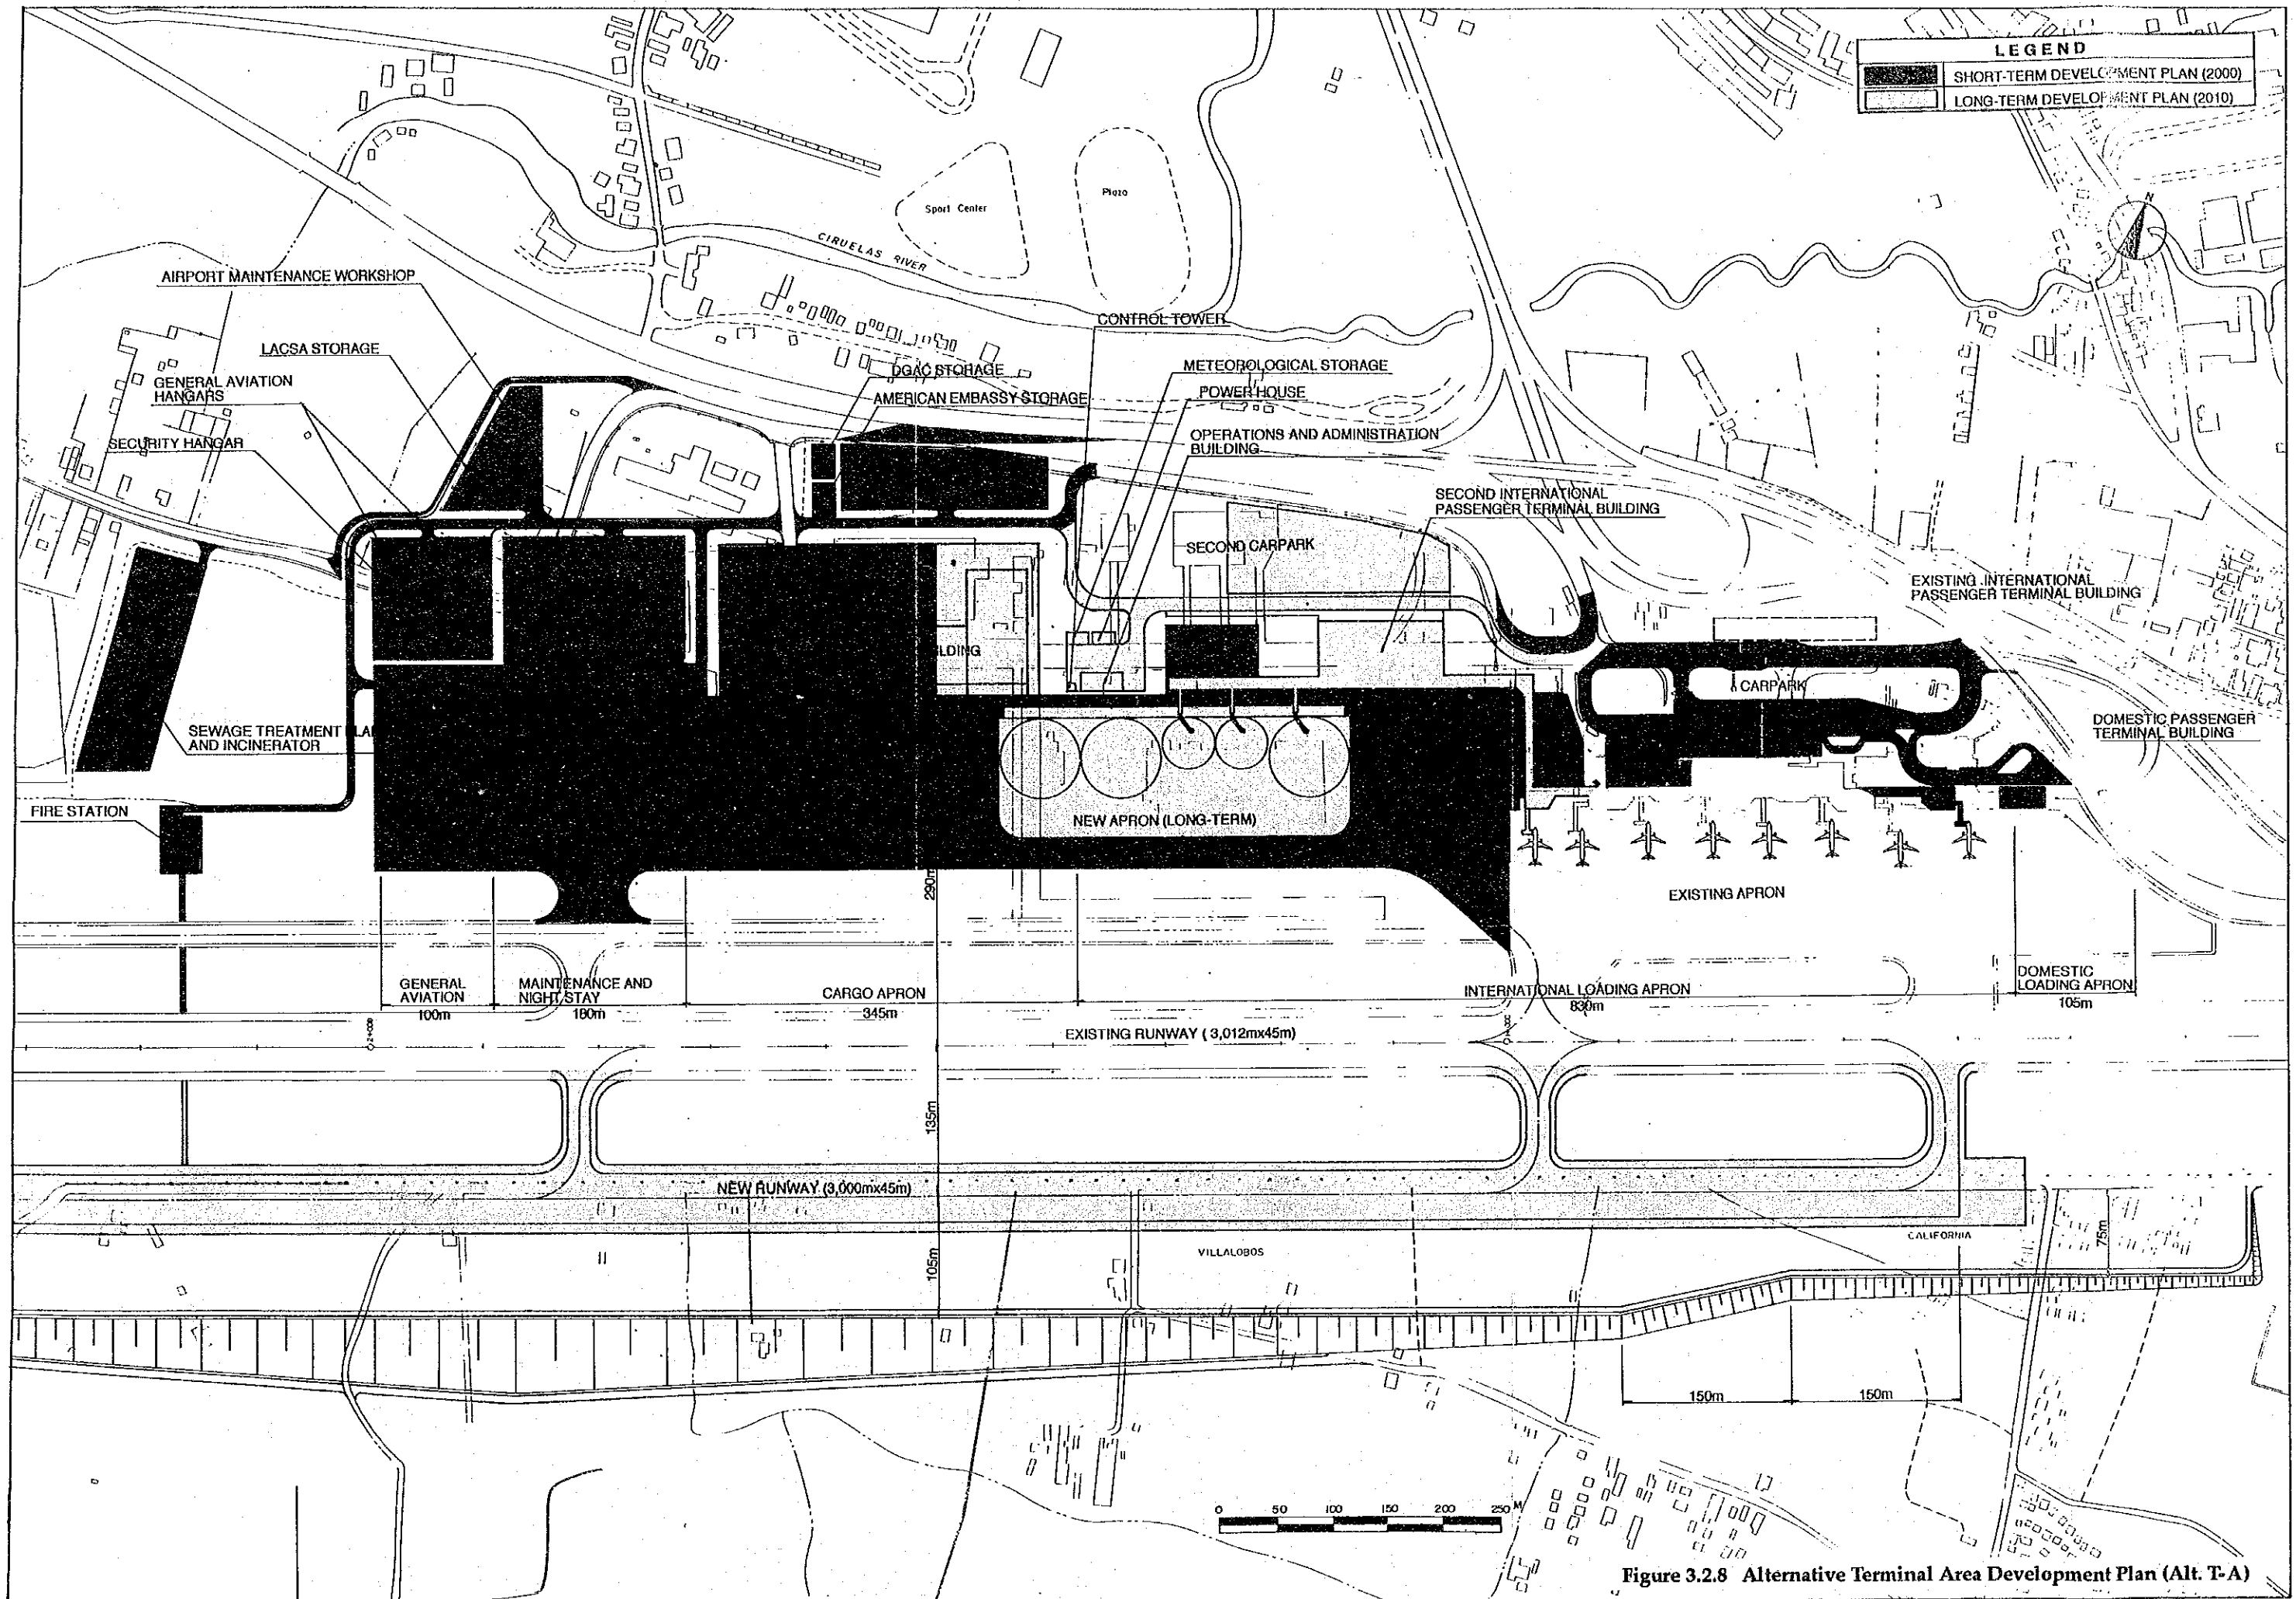 LEGEND
SHORT-TERM DEVELOPMENT PLAN (2000)
LONG-TERM DEVELOPMENT PLAN (2010)
N
Sport Center
Plaza
CIRUELAS RIVER
AIRPORT MAINTENANCE WORKSHOP
LACSA STORAGE
GENERAL AVIATION
HANGARS
SECURITY HANGAR
CONTROL TOWER
DGAC STORAGE
AMERICAN EMBASSY STORAGE
METEOROLOGICAL STORAGE
POWER HOUSE
OPERATIONS AND ADMINISTRATION
BUILDING
SECOND INTERNATIONAL
PASSENGER TERMINAL BUILDING
SECOND CARPARK
EXISTING INTERNATIONAL
PASSENGER TERMINAL BUILDING
LDING
CARPARK
DOMESTIC PASSENGER
TERMINAL BUILDING
SEWAGE TREATMENT PLA
AND INCINERATOR
FIRE STATION
NEW APRON (LONG-TERM)
EXISTING APRON
290m
GENERAL
AVIATION
100m
MAINTENANCE AND
NIGHT STAY
180m
CARGO APRON
345m
INTERNATIONAL LOADING APRON
830m
DOMESTIC
LOADING APRON
105m
EXISTING RUNWAY ( 3,012mx45m)
135m
NEW RUNWAY (3,000mx45m)
105m
VILLALOBOS
CALIFORNIA
75m
150m
150m
0 50 100 150 200 250 M
Figure 3.2.8 Alternative Terminal Area Development Plan (Alt. T-A)